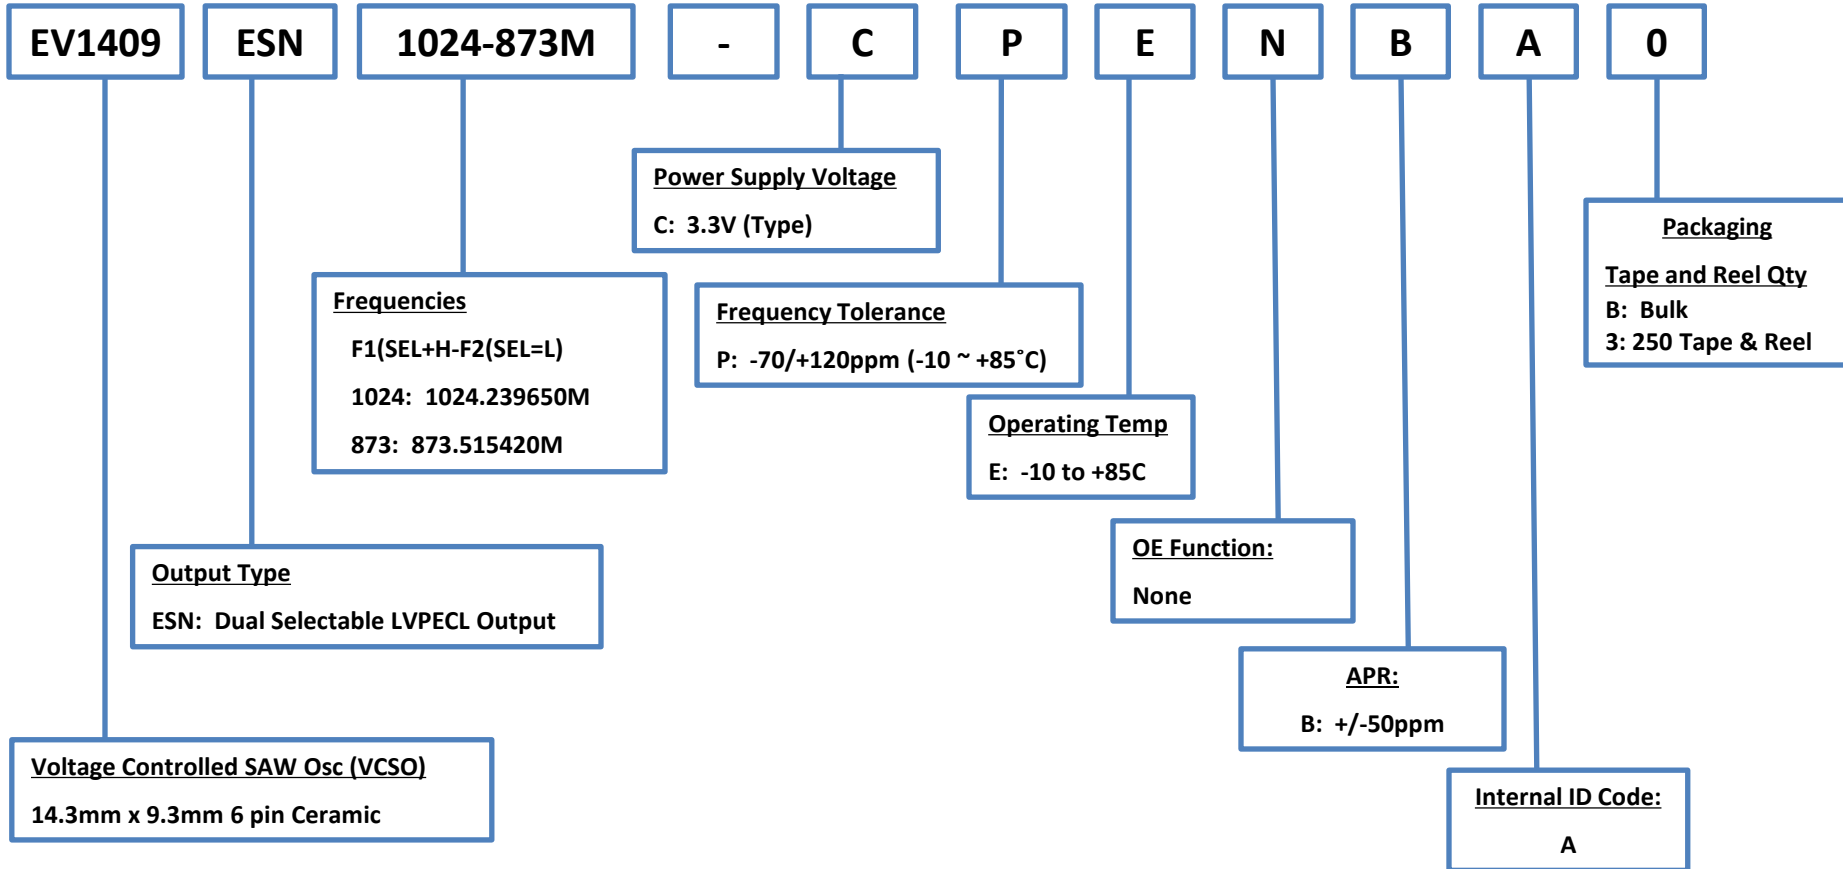 EV1409 ESN 1024-873M - C P E N B A 0
Power Supply Voltage
C: 3.3V (Type)
Packaging
Tape and Reel Qty
B: Bulk
3: 250 Tape & Reel
Frequencies
F1(SEL+H-F2(SEL=L)
1024: 1024.239650M
873: 873.515420M
Frequency Tolerance
P: -70/+120ppm (-10 ~ +85˚C)
Operating Temp
E: -10 to +85C
OE Function:
None
Output Type
ESN: Dual Selectable LVPECL Output
APR:
B: +/-50ppm
Voltage Controlled SAW Osc (VCSO)
14.3mm x 9.3mm 6 pin Ceramic
Internal ID Code:
A